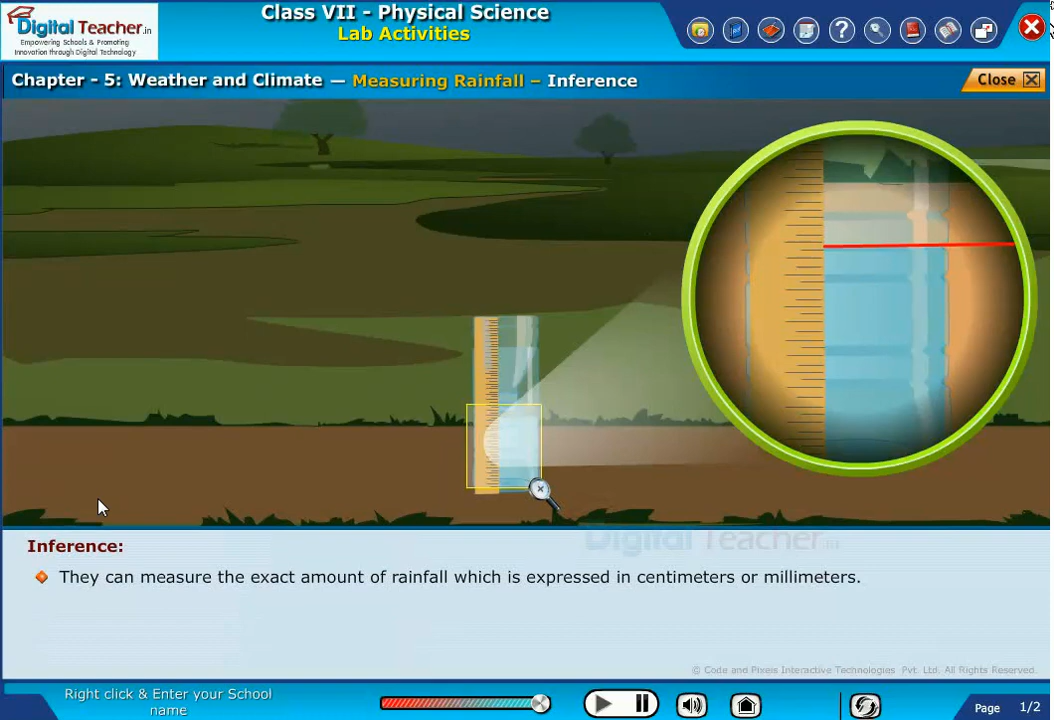 Digital Teacher.in
Empowering Schools & Promoting
Innovation through Digital Technology
Class VII - Physical Science
Lab Activities
Chapter - 5: Weather and Climate — Measuring Rainfall – Inference
Close
Digital Teacher.in
Inference:
They can measure the exact amount of rainfall which is expressed in centimeters or millimeters.
© Code and Pixels Interactive Technologies Pvt. Ltd. All Rights Reserved.
Right click & Enter your School
name
Page 1/2